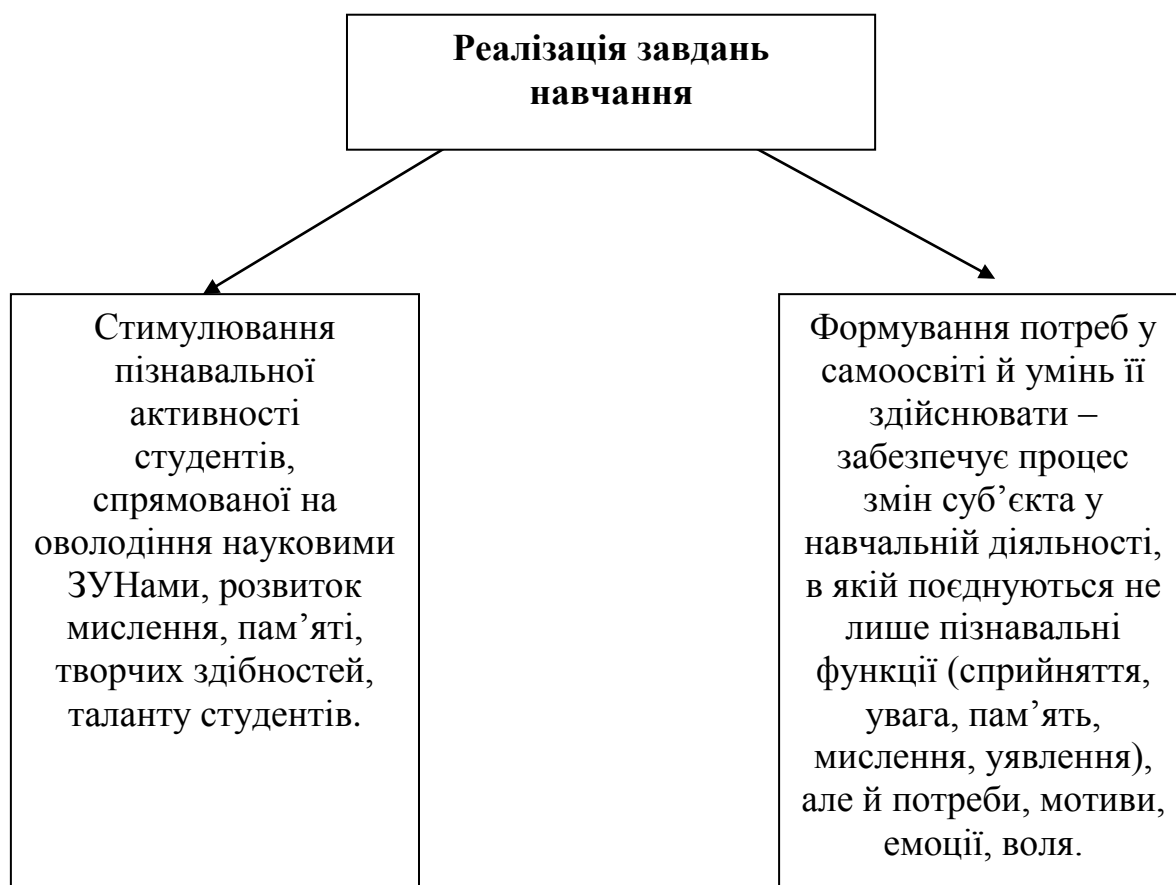 Реалізація завдань
навчання
Стимулювання
пізнавальної
активності
студентів,
спрямованої на
оволодіння науковими
ЗУНами, розвиток
мислення, пам’яті,
творчих здібностей,
таланту студентів.
Формування потреб у
самоосвіті й умінь її
здійснювати –
забезпечує процес
змін суб’єкта у
навчальній діяльності,
в якій поєднуються не
лише пізнавальні
функції (сприйняття,
увага, пам’ять,
мислення, уявлення),
але й потреби, мотиви,
емоції, воля.